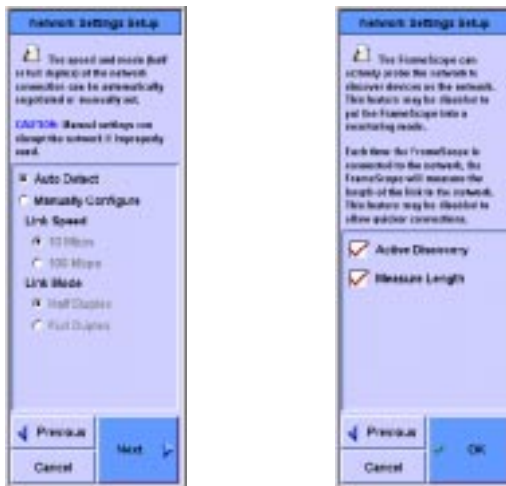 Network Settings Setup
The speed and mode (half
or full duplex) of the network
connection can be automatically
negotiated or manually set.
CAUTION: Manual settings can
disrupt the network if improperly
used.
Auto Detect
Manually Configure
Link Speed
10 Mbps
100 Mbps
Link Mode
Half Duplex
Full Duplex
Previous
Next
Cancel
Network Settings Setup
The FrameScope can
actively probe the network to
discover devices on the network.
This feature may be disabled to
put the FrameScope into a
monitoring mode.
Each time the FrameScope is
connected to the network, the
FrameScope will measure the
length of the link to the network.
This feature may be disabled to
allow quicker connections.
Active Discovery
Measure Length
Previous
OK
Cancel